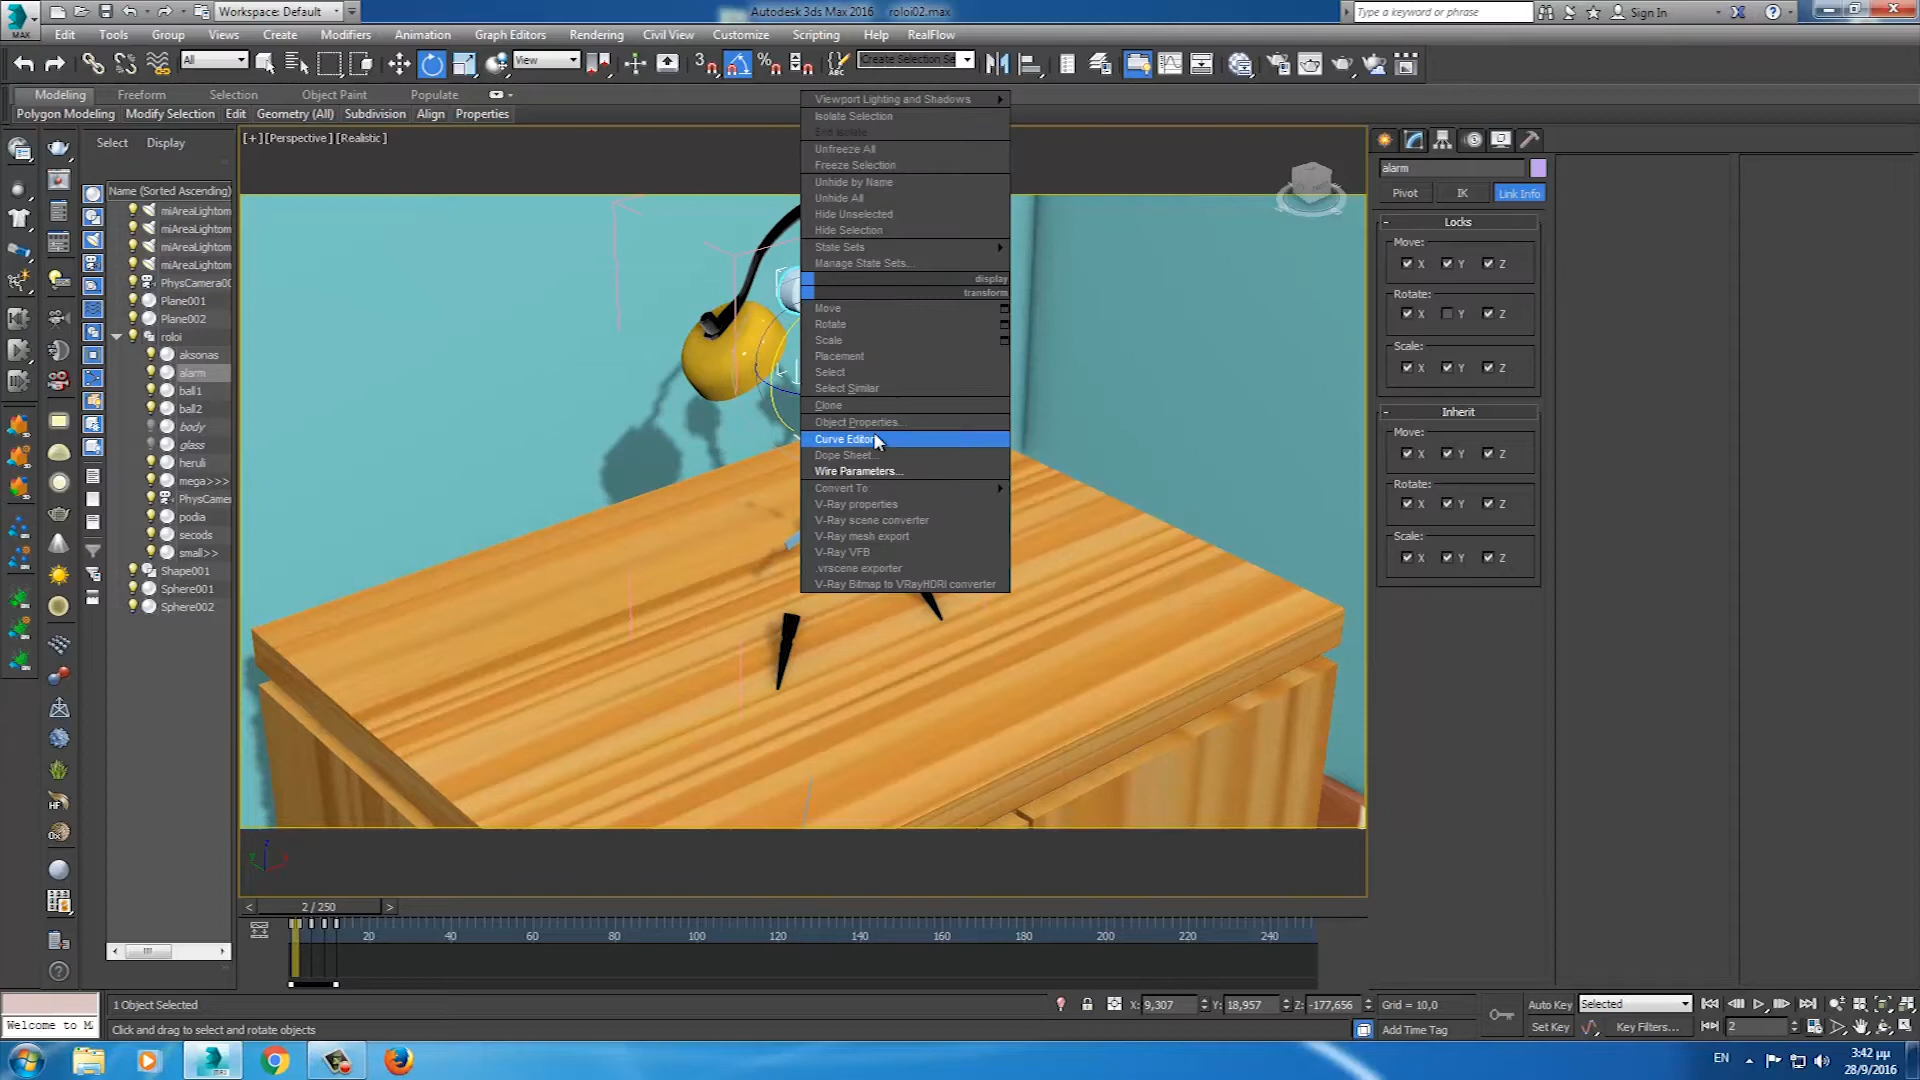 Workspace: Default
Autodesk 3ds Max 2016 roloi02.max
Type a keyword or phrase
Sign In
Edit Tools Group Views Create Modifiers Animation Graph Editors Rendering Civil View Customize Scripting Help RealFlow
All
View
Create Selection Se
Modeling Freeform Selection Object Paint Populate
Polygon Modeling Modify Selection Edit Geometry (All) Subdivision Align Properties
Select Display
[+] [Perspective] [Realistic]
Name (Sorted Ascending)
miAreaLightom
miAreaLightom
miAreaLightom
miAreaLightom
PhysCamera00
Plane001
Plane002
roloi
aksonas
alarm
ball1
ball2
body
glass
heruli
mega>>>
PhysCamer
podia
secods
small>>
Shape001
Sphere001
Sphere002
Viewport Lighting and Shadows
Isolate Selection
End Isolate
Unfreeze All
Freeze Selection
Unhide by Name
Unhide All
Hide Unselected
Hide Selection
State Sets
Manage State Sets...
display
transform
Move
Rotate
Scale
Placement
Select
Select Similar
Clone
Object Properties...
Curve Editor
Dope Sheet...
Wire Parameters...
Convert To:
V-Ray properties
V-Ray scene converter
V-Ray mesh export
V-Ray VFB
.vrscene exporter
V-Ray Bitmap to VRayHDRI converter
alarm
Pivot IK Link Info
- Locks
Move:
X Y Z
Rotate:
X Y Z
Scale:
X Y Z
- Inherit
Move:
X Y Z
Rotate:
X Y Z
Scale:
X Y Z
< 2 / 250 >
20 40 60 80 100 120 140 160 180 200 220 240
1 Object Selected
X: 9,307 Y: 18,957 Z: -177,656 Grid = 10,0
Auto Key Selected
Welcome to M
Click and drag to select and rotate objects
Add Time Tag
Set Key Key Filters...
2
EN
3:42 μμ
28/9/2016